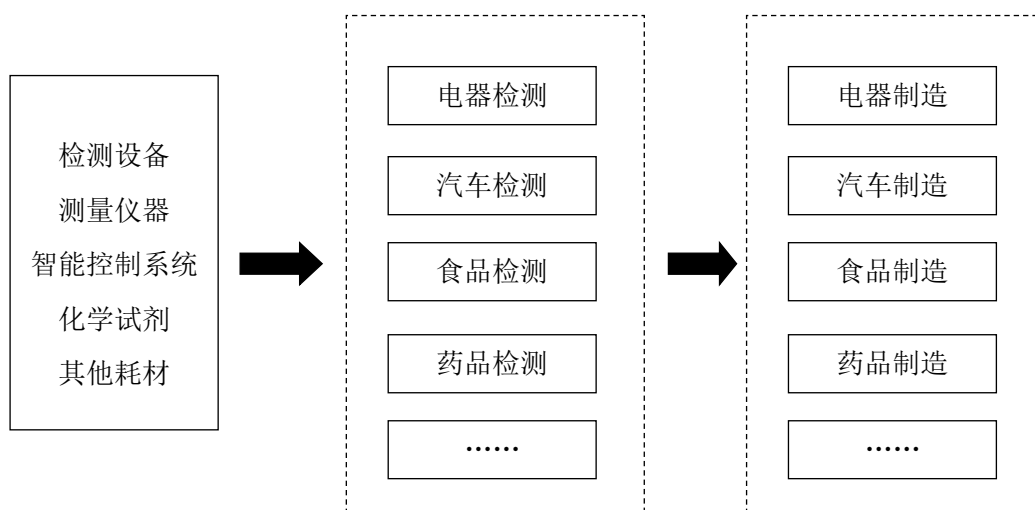 检测设备
测量仪器
智能控制系统
化学试剂
其他耗材
电器检测
汽车检测
食品检测
药品检测
……
电器制造
汽车制造
食品制造
药品制造
……